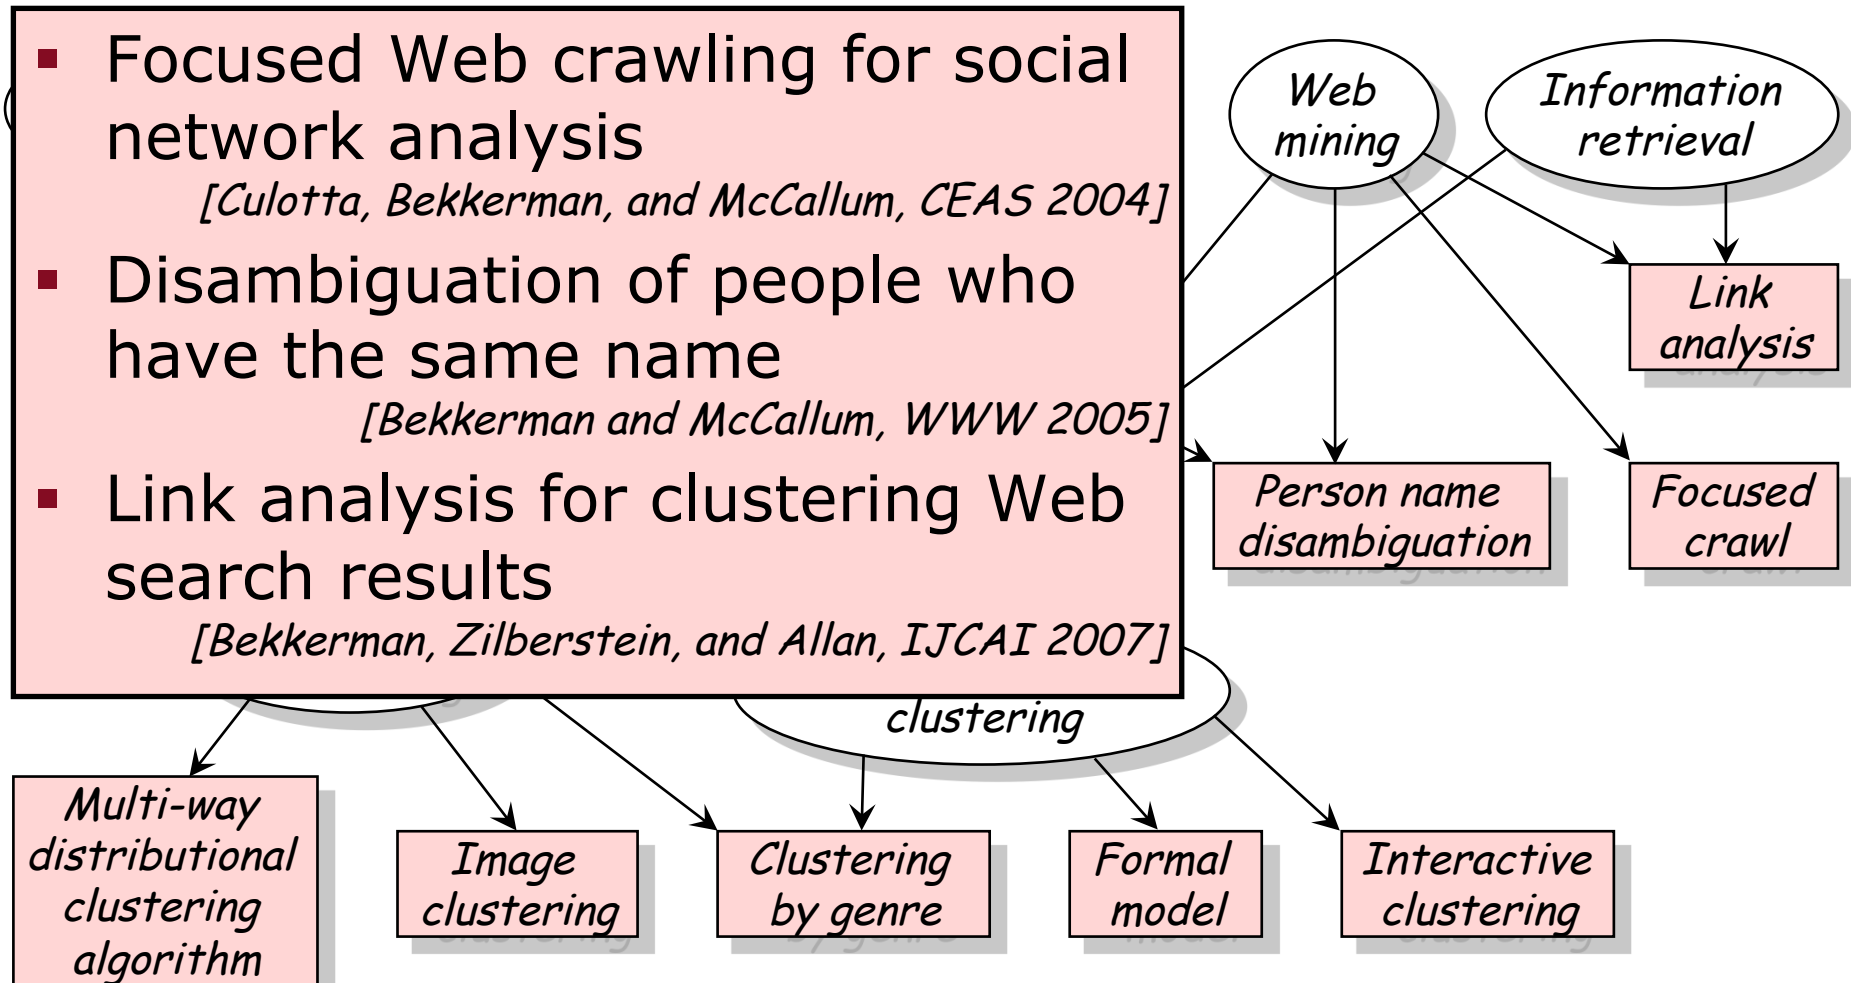 ▪ Focused Web crawling for social
network analysis
[Culotta, Bekkerman, and McCallum, CEAS 2004]
▪ Disambiguation of people who
have the same name
[Bekkerman and McCallum, WWW 2005]
▪ Link analysis for clustering Web
search results
[Bekkerman, Zilberstein, and Allan, IJCAI 2007]
Web
mining
Information
retrieval
Link
analysis
Person name
disambiguation
Focused
crawl
clustering
Multi-way
distributional
clustering
algorithm
Image
clustering
Clustering
by genre
Formal
model
Interactive
clustering